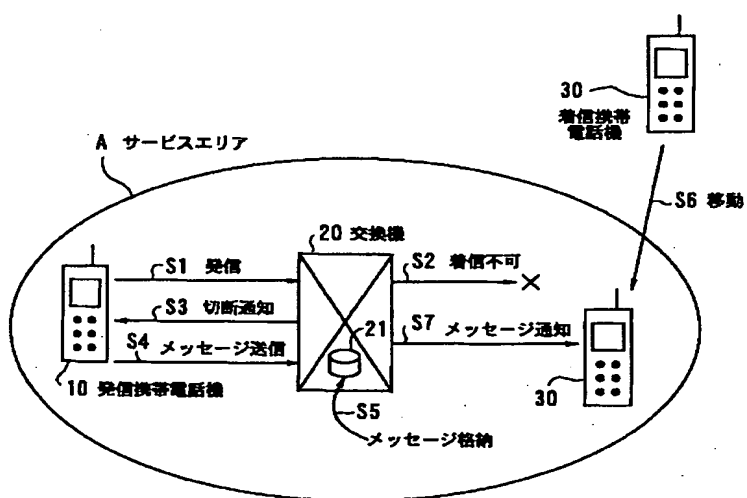 30
着信携帯
電話機
A サービスエリア
S6 移動
20 交換機
S1 発信
S2 着信不可
S3 切断通知
S7 メッセージ通知
21
S4 メッセージ送信
10 発信携帯電話機
S5
30
メッセージ格納